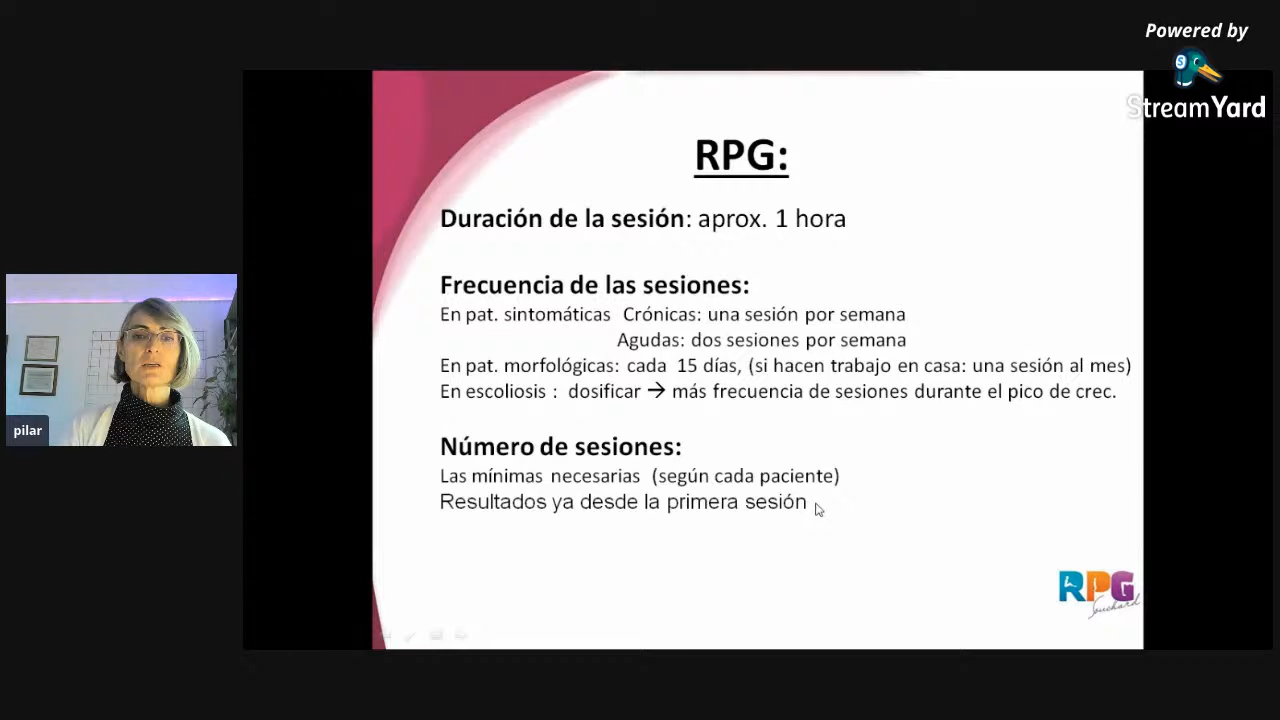 Powered by
StreamYard
RPG:
Duración de la sesión: aprox. 1 hora
Frecuencia de las sesiones:
En pat. sintomáticas Crónicas: una sesión por semana
Agudas: dos sesiones por semana
En pat. morfológicas: cada 15 días, (si hacen trabajo en casa: una sesión al mes)
En escoliosis : dosificar → más frecuencia de sesiones durante el pico de crec.
Número de sesiones:
Las mínimas necesarias (según cada paciente)
Resultados ya desde la primera sesión
pilar
RPG
Souchard